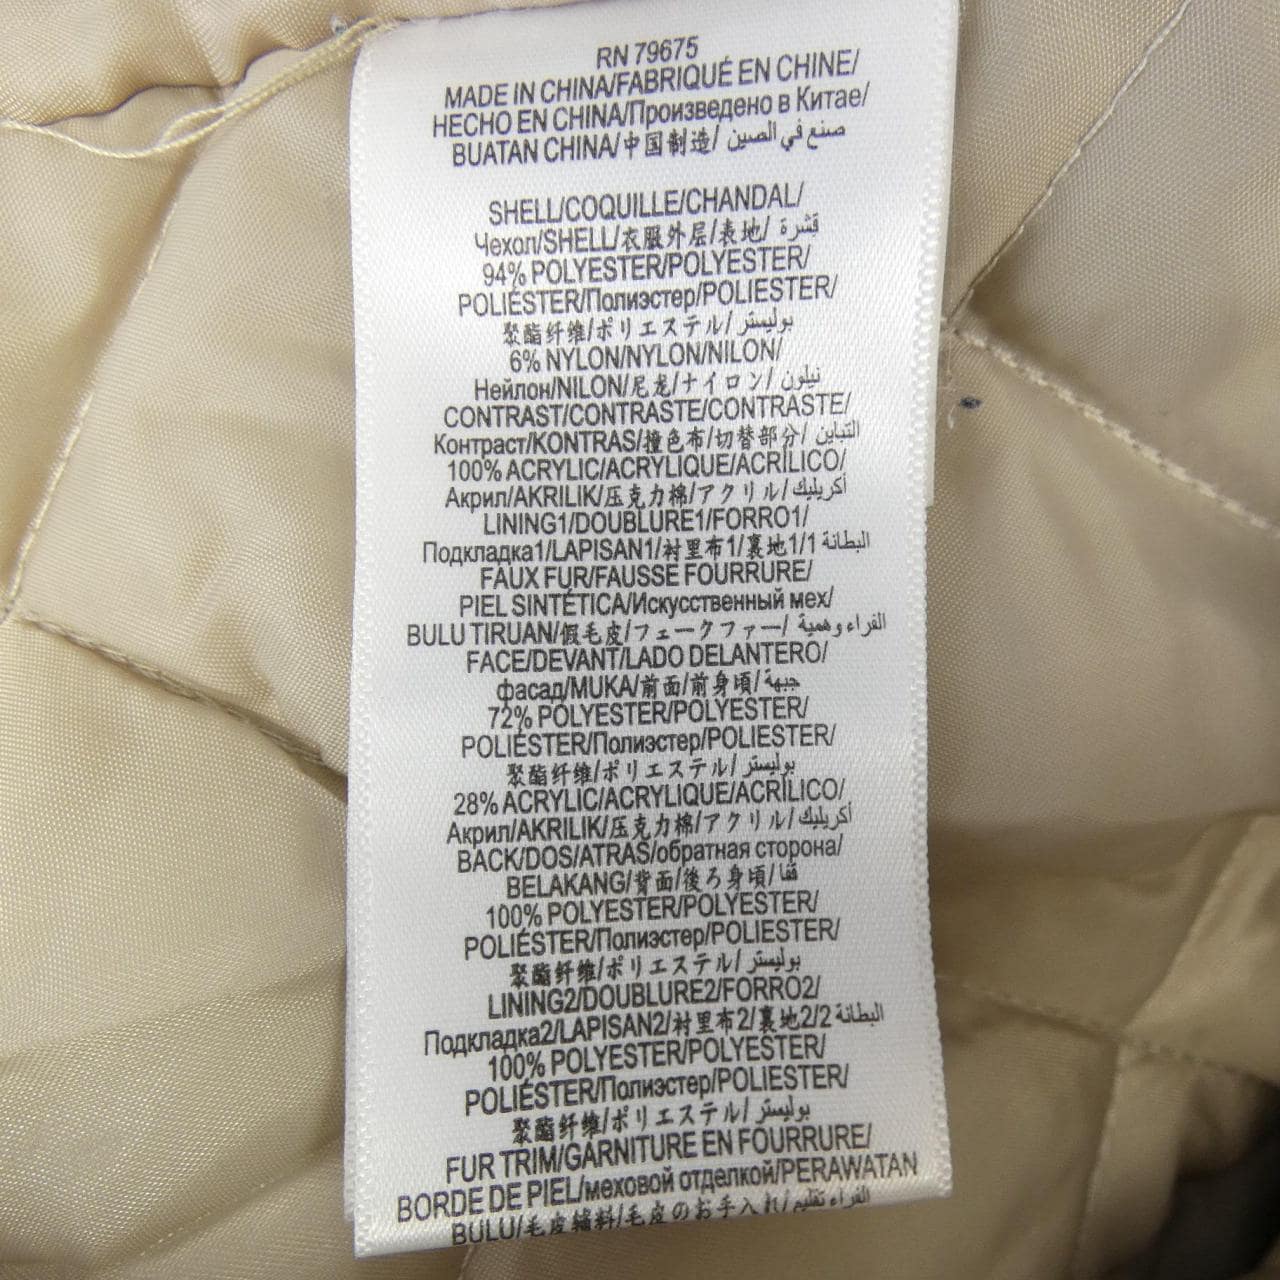 RN 79675
MADE IN CHINA/FABRIQUÉ EN CHINE/
HECHO EN CHINA/Произведено в Китае/
BUATAN CHINA/中国制造/ صنع في الصين
SHELL/COQUILLE/CHANDAL/
Чехол/SHELL/衣服外层/表地/ قشرة
94% POLYESTER/POLYESTER/
POLIÉSTER/Полиэстер/POLIESTER/
聚酯纤维/ポリエステル/ بوليستر
6% NYLON/NYLON/NILON/
Нейлон/NILON/尼龙/ナイロン/ نيلون
CONTRAST/CONTRASTE/CONTRASTE/
Контраст/KONTRAS/撞色布/切替部分/ التباين
100% ACRYLIC/ACRYLIQUE/ACRÍLICO/
Акрил/AKRILIK/压克力棉/アクリル/ أكريليك
LINING1/DOUBLURE1/FORRO1/
Подкладка1/LAPISAN1/衬里布1/裏地1/ البطانة1
FAUX FUR/FAUSSE FOURRURE/
PIEL SINTÉTICA/Искусственный мех/
BULU TIRUAN/假毛皮/フェークファー/ الفراء وهمية
FACE/DEVANT/LADO DELANTERO/
фасад/MUKA/前面/前身頃/ جبهة
72% POLYESTER/POLYESTER/
POLIÉSTER/Полиэстер/POLIESTER/
聚酯纤维/ポリエステル/ بوليستر
28% ACRYLIC/ACRYLIQUE/ACRÍLICO/
Акрил/AKRILIK/压克力棉/アクリル/ أكريليك
BACK/DOS/ATRAS/обратная сторона/
BELAKANG/背面/後ろ身頃/ قفا
100% POLYESTER/POLYESTER/
POLIÉSTER/Полиэстер/POLIESTER/
聚酯纤维/ポリエステル/ بوليستر
LINING2/DOUBLURE2/FORRO2/
Подкладка2/LAPISAN2/衬里布2/裏地2/ البطانة2
100% POLYESTER/POLYESTER/
POLIÉSTER/Полиэстер/POLIESTER/
聚酯纤维/ポリエステル/ بوليستر
FUR TRIM/GARNITURE EN FOURRURE/
BORDE DE PIEL/меховой отделкой/PERAWATAN
BULU/毛皮辅料/毛皮のお手入れ/ الفراء تقليم